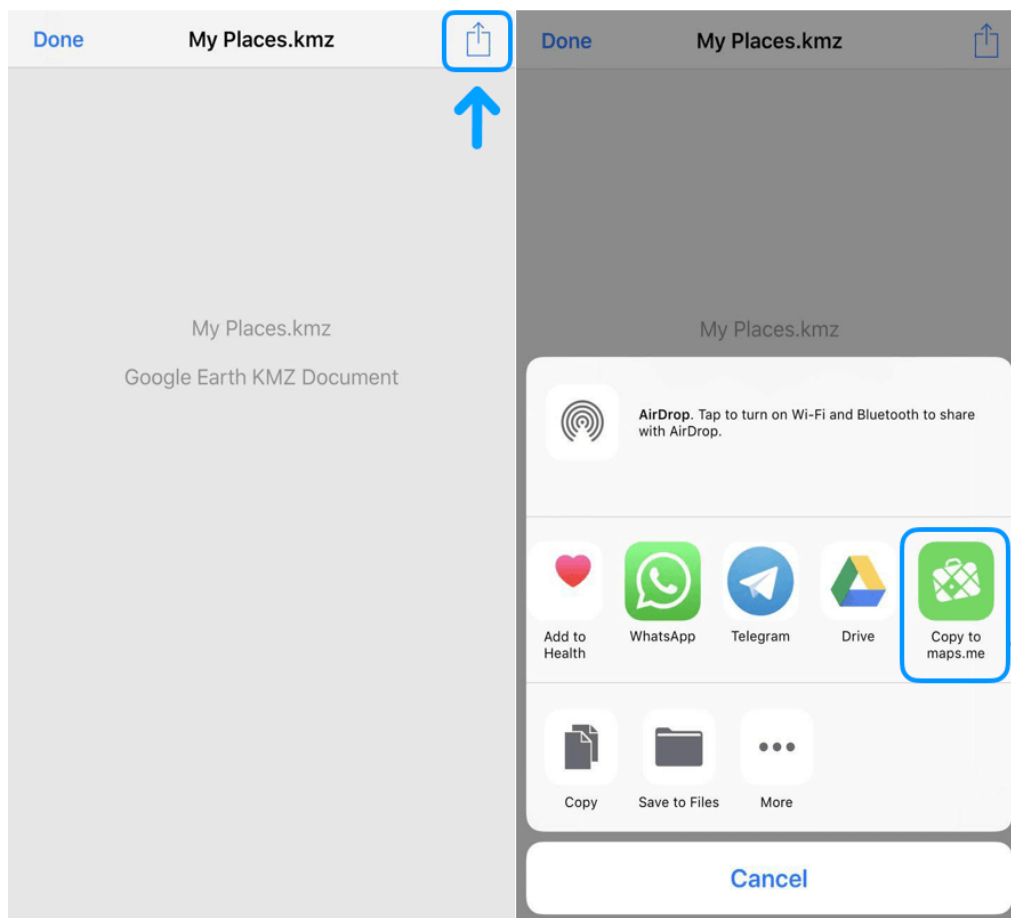 Done My Places.kmz
My Places.kmz
Google Earth KMZ Document
Done My Places.kmz
My Places.kmz
AirDrop. Tap to turn on Wi-Fi and Bluetooth to share
with AirDrop.
Add to
Health
WhatsApp
Telegram
Drive
Copy to
maps.me
Copy
Save to Files
More
Cancel